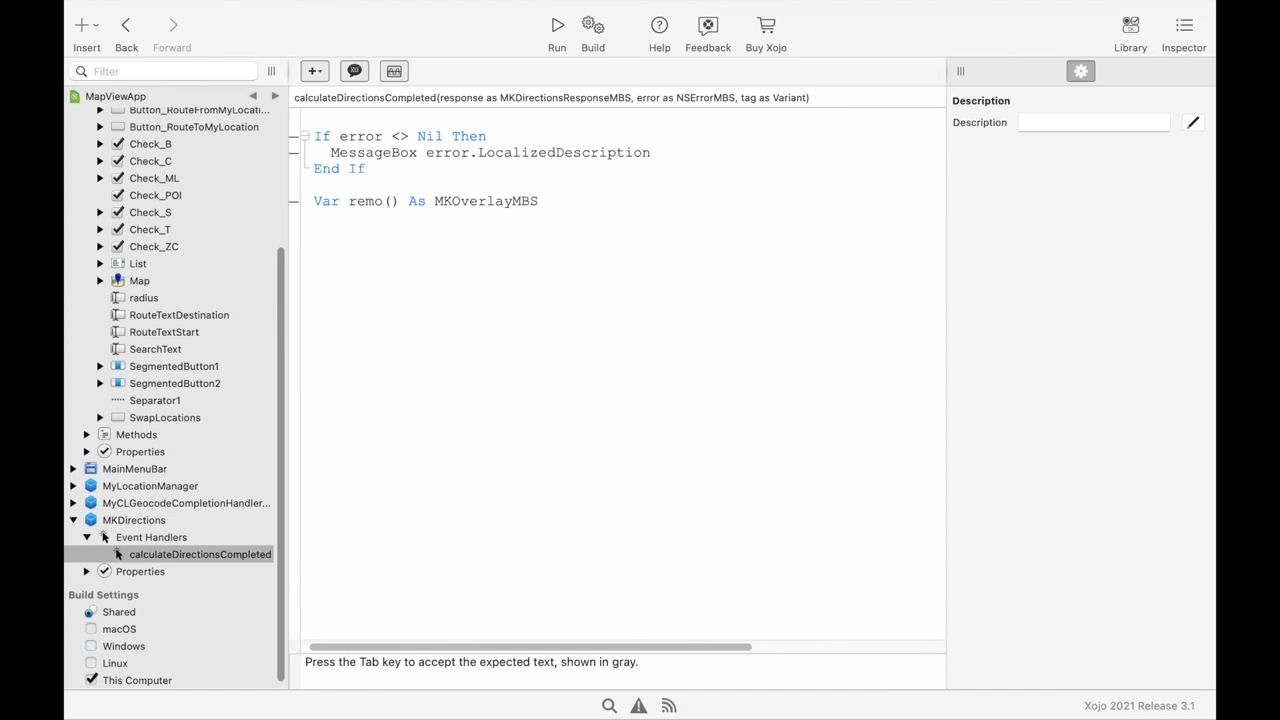 Insert
Back
Forward
Run
Build
Help
Feedback
Buy Xojo
Library
Inspector
Filter
MapViewApp
Button_RouteFromMyLocati...
Button_RouteToMyLocation
Check_B
Check_C
Check_ML
Check_POI
Check_S
Check_T
Check_ZC
List
Map
radius
RouteTextDestination
RouteTextStart
SearchText
SegmentedButton1
SegmentedButton2
Separator1
SwapLocations
Methods
Properties
MainMenuBar
MyLocationManager
MyCLGeocodeCompletionHandler...
MKDirections
Event Handlers
calculateDirectionsCompleted
Properties
Build Settings
Shared
macOS
Windows
Linux
This Computer
calculateDirectionsCompleted(response as MKDirectionsResponseMBS, error as NSErrorMBS, tag as Variant)
If error <> Nil Then
MessageBox error.LocalizedDescription
End If
Var remo() As MKOverlayMBS
Press the Tab key to accept the expected text, shown in gray.
Description
Description
Xojo 2021 Release 3.1